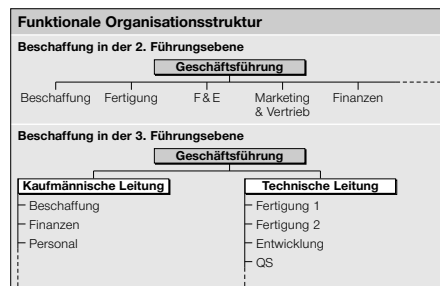 Funktionale Organisationsstruktur
Beschaffung in der 2. Führungsebene
Geschäftsführung
Beschaffung Fertigung F & E Marketing & Vertrieb Finanzen
Beschaffung in der 3. Führungsebene
Geschäftsführung
Kaufmännische Leitung
Beschaffung
Finanzen
Personal
Technische Leitung
Fertigung 1
Fertigung 2
Entwicklung
QS